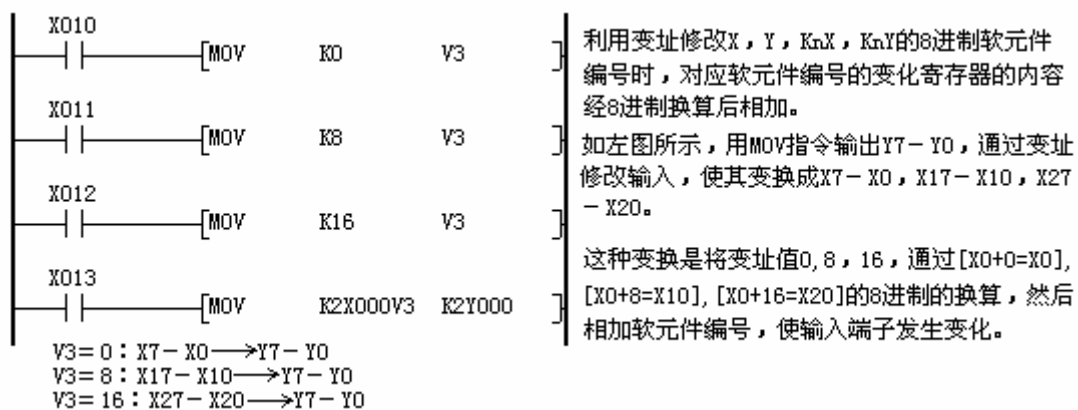 X010
[MOV K0 V3 ]
X011
[MOV K8 V3 ]
X012
[MOV K16 V3 ]
X013
[MOV K2X000V3 K2Y000 ]
V3=0：X7－X0→Y7－Y0
V3=8：X17－X10→Y7－Y0
V3=16：X27－X20→Y7－Y0
利用变址修改X，Y，KnX，KnY的8进制软元件
编号时，对应软元件编号的变化寄存器的内容
经8进制换算后相加。
如左图所示，用MOV指令输出Y7－Y0，通过变址
修改输入，使其变换成X7－X0，X17－X10，X27
－X20。
这种变换是将变址值0,8，16，通过[X0+0=X0],
[X0+8=X10],[X0+16=X20]的8进制的换算，然后
相加软元件编号，使输入端子发生变化。